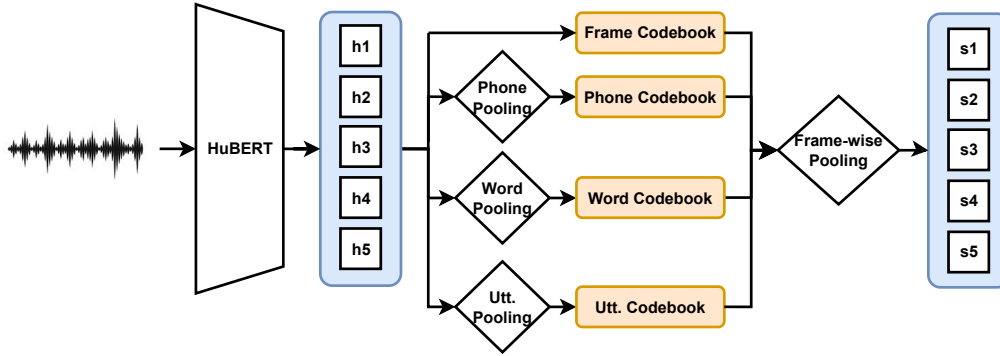 HuBERT
h1
h2
h3
h4
h5
Phone
Pooling
Word
Pooling
Utt.
Pooling
Frame Codebook
Phone Codebook
Word Codebook
Utt. Codebook
Frame-wise
Pooling
s1
s2
s3
s4
s5